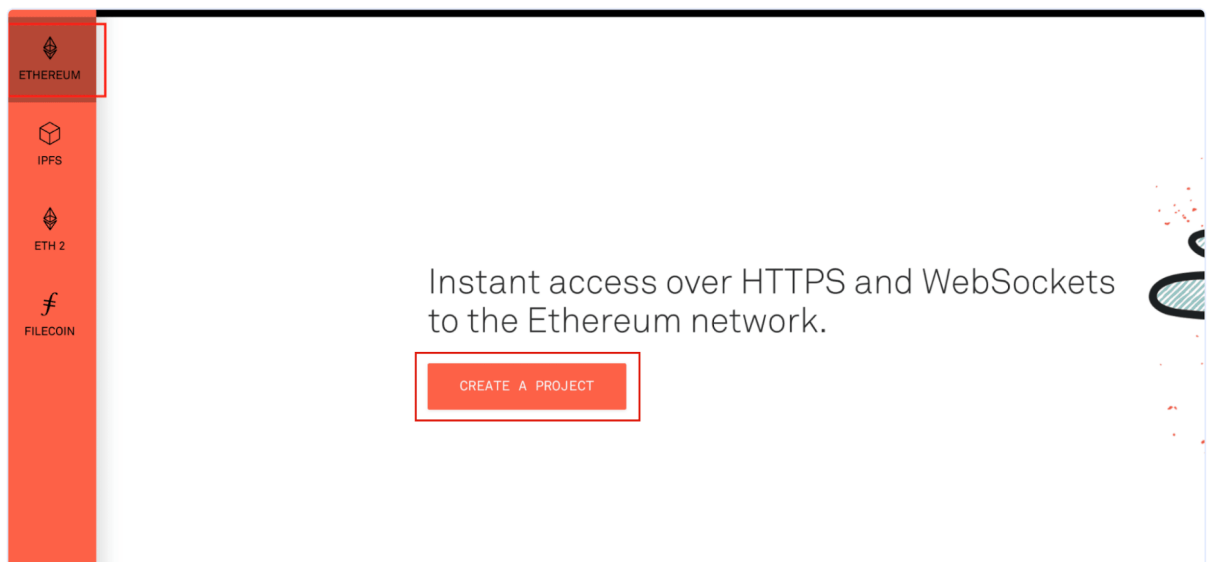 ETHEREUM
IPFS
ETH 2
FILECOIN
Instant access over HTTPS and WebSockets
to the Ethereum network.
CREATE A PROJECT